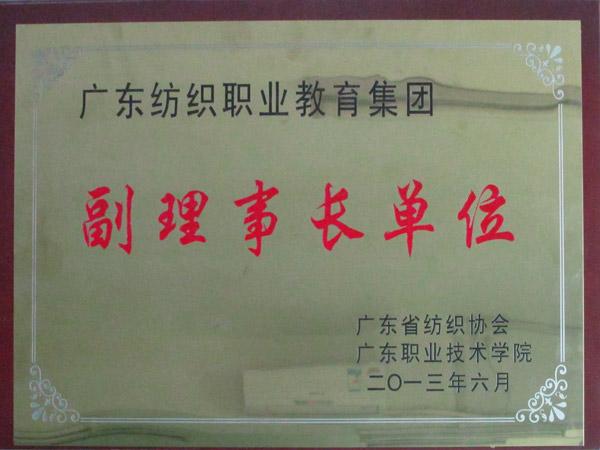 广东纺织职业教育集团
副理事长单位
广东省纺织协会
广东职业技术学院
二〇一三年六月